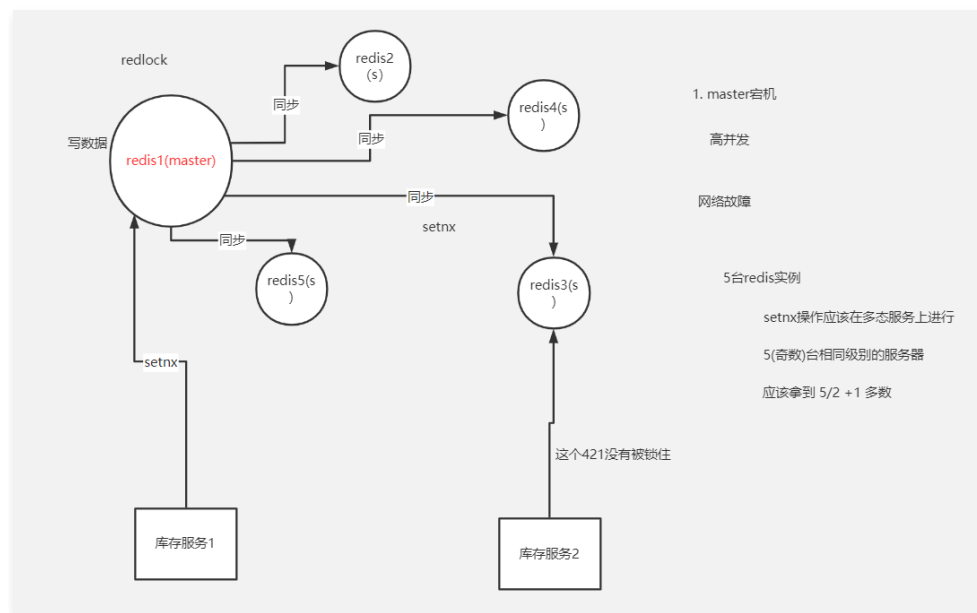 redlock
redis2
(s)
同步
redis4(s
)
1. master宕机
写数据
redis1(master)
同步
高并发
同步
网络故障
setnx
同步
redis5(s
)
redis3(s
)
5台redis实例
setnx操作应该在多态服务上进行
setnx
5(奇数)台相同级别的服务器
应该拿到 5/2 +1 多数
这个421没有被锁住
库存服务1
库存服务2